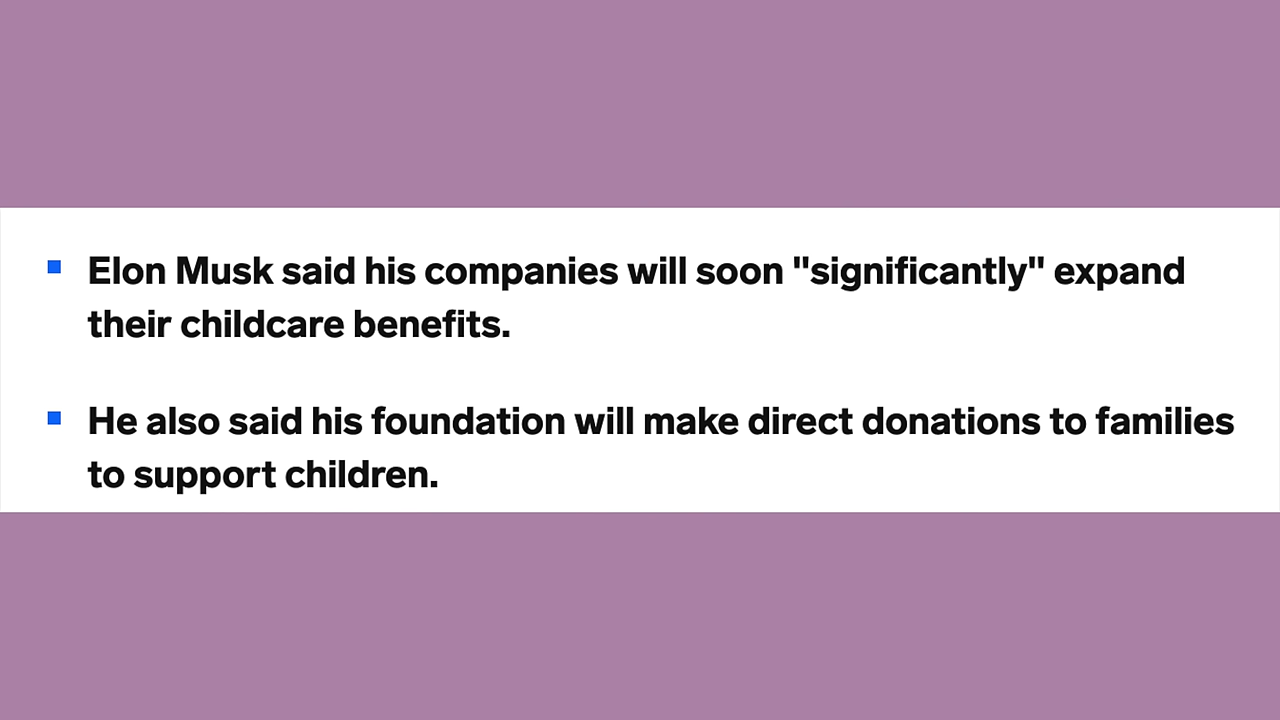 Elon Musk said his companies will soon "significantly" expand
their childcare benefits.
He also said his foundation will make direct donations to families
to support children.